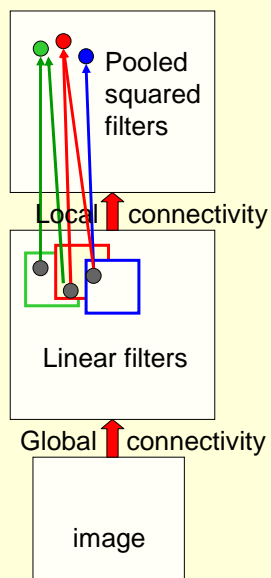 Pooled
squared
filters
Local connectivity
Linear filters
Global connectivity
image